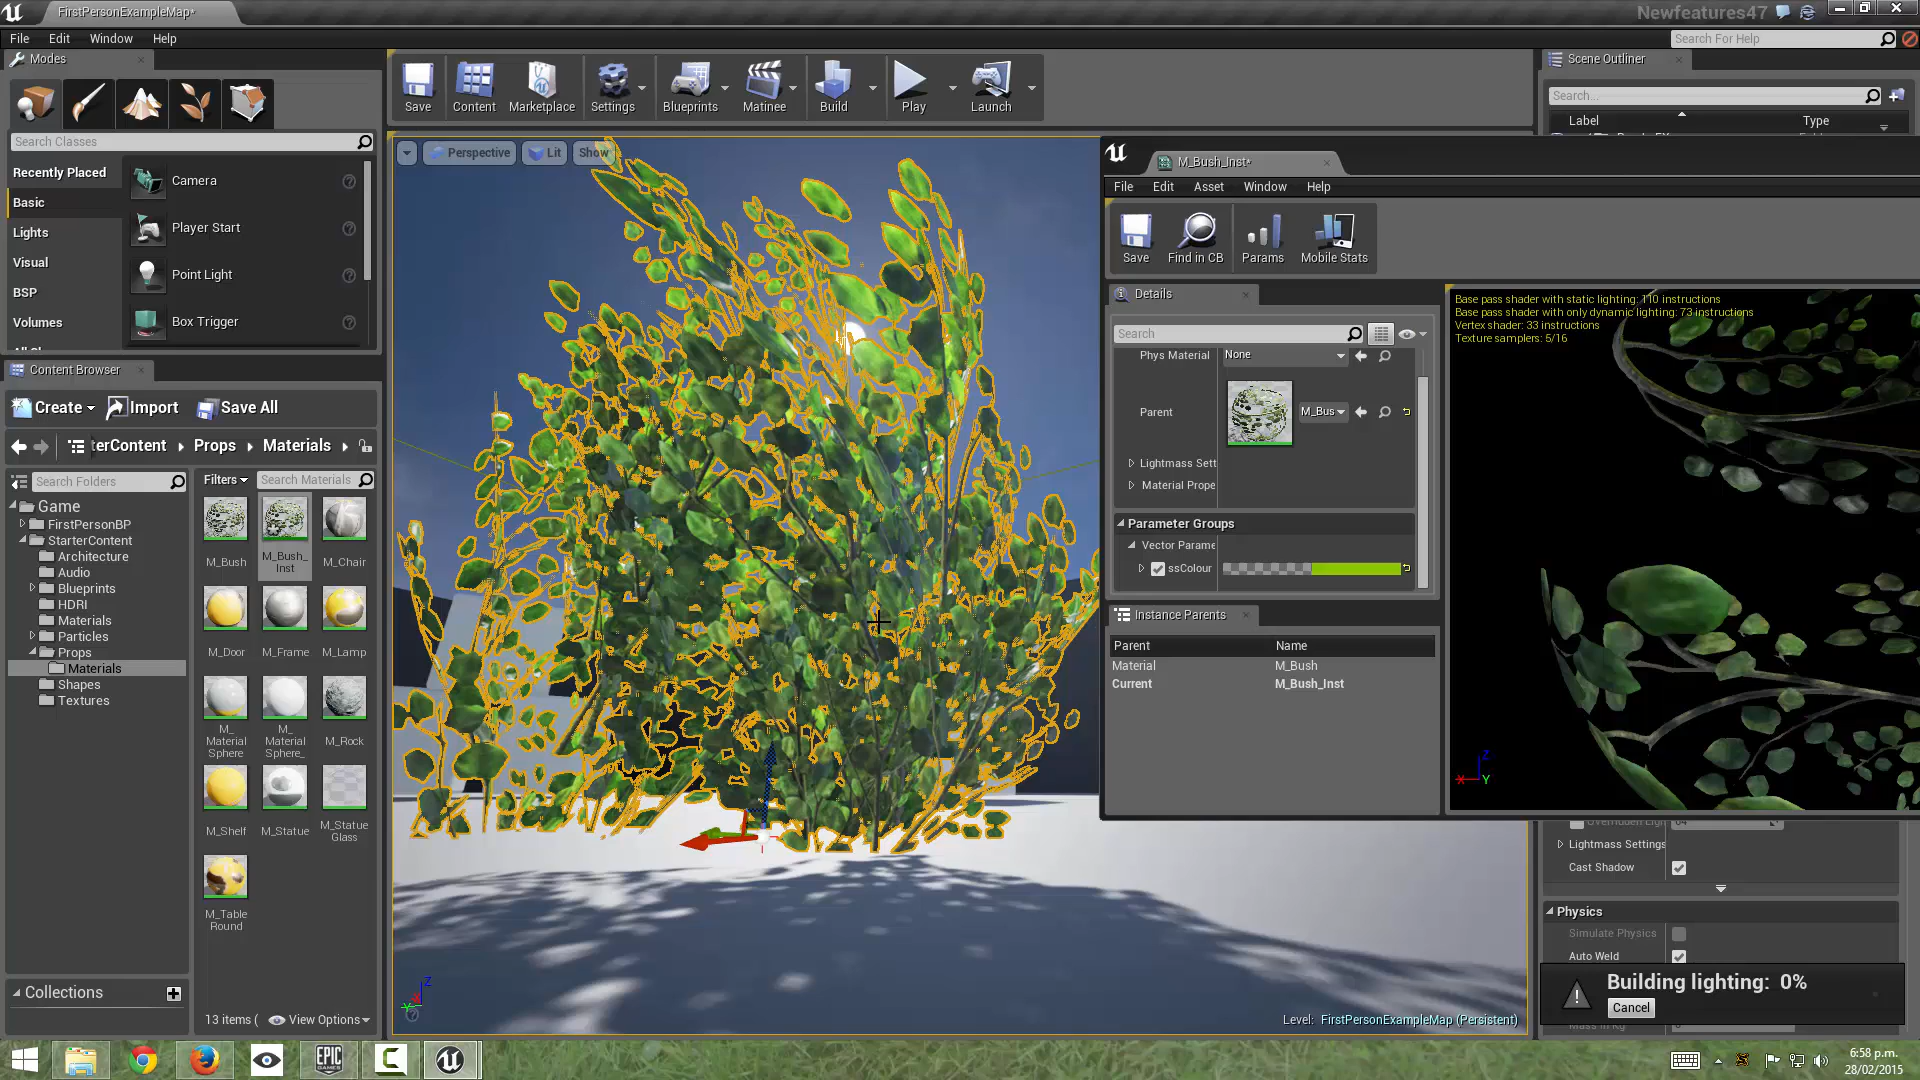 FirstPersonExampleMap*
Newfeatures47
File Edit Window Help
Search For Help
Modes
Search Classes
Recently Placed
Basic
Lights
Visual
BSP
Volumes
Camera
Player Start
Point Light
Box Trigger
Save
Content
Marketplace
Settings
Blueprints
Matinee
Build
Play
Launch
Scene Outliner
Search...
Label
Type
Perspective
Lit
Show
M_Bush_Inst*
File Edit Asset Window Help
Save
Find in CB
Params
Mobile Stats
Details
Search
Phys Material
None
Parent
M_Bus
Lightmass Sett
Material Prope
Parameter Groups
Vector Parame
ssColour
Instance Parents
Parent Name
Material M_Bush
Current M_Bush_Inst
Base pass shader with static lighting: 110 instructions
Base pass shader with only dynamic lighting: 73 instructions
Vertex shader: 33 instructions
Texture samplers: 5/16
X
Z
Y
Content Browser
Create
Import
Save All
terContent
Props
Materials
Search Folders
Filters
Search Materials
Game
FirstPersonBP
StarterContent
Architecture
Audio
Blueprints
HDRI
Materials
Particles
Props
Materials
Shapes
Textures
M_Bush
M_Bush_
Inst
M_Chair
M_Door
M_Frame
M_Lamp
M_
Material
Sphere
M_
Material
Sphere_
M_Rock
M_Shelf
M_Statue
M_Statue
Glass
M_Table
Round
Collections
13 items (
View Options
Z
X
Y
Level: FirstPersonExampleMap (Persistent)
Lightmass Settings
Cast Shadow
Physics
Simulate Physics
Auto Weld
Building lighting: 0%
Cancel
EPIC
GAMES
6:58 p.m.
28/02/2015